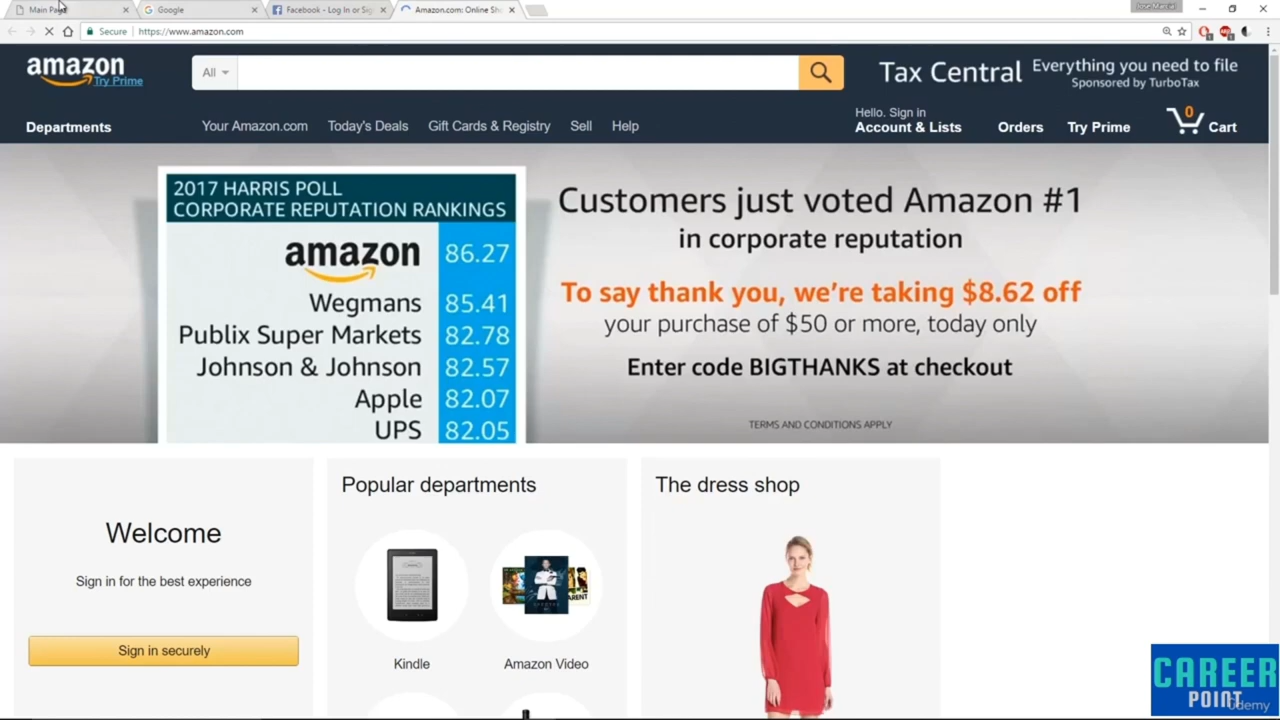 Main Page
Google
Facebook - Log In or Sig
Amazon.com: Online Sho
Jose Marcial
Secure
https://www.amazon.com
amazon
Try Prime
All
Tax Central
Everything you need to file
Sponsored by TurboTax
Departments
Your Amazon.com
Today's Deals
Gift Cards & Registry
Sell
Help
Hello. Sign in
Account & Lists
Orders
Try Prime
0
Cart
2017 HARRIS POLL
CORPORATE REPUTATION RANKINGS
amazon 86.27
Wegmans 85.41
Publix Super Markets 82.78
Johnson & Johnson 82.57
Apple 82.07
UPS 82.05
Customers just voted Amazon #1
in corporate reputation
To say thank you, we're taking $8.62 off
your purchase of $50 or more, today only
Enter code BIGTHANKS at checkout
TERMS AND CONDITIONS APPLY
Welcome
Sign in for the best experience
Sign in securely
Popular departments
Kindle
Amazon Video
The dress shop
CAREER
POINT
Udemy